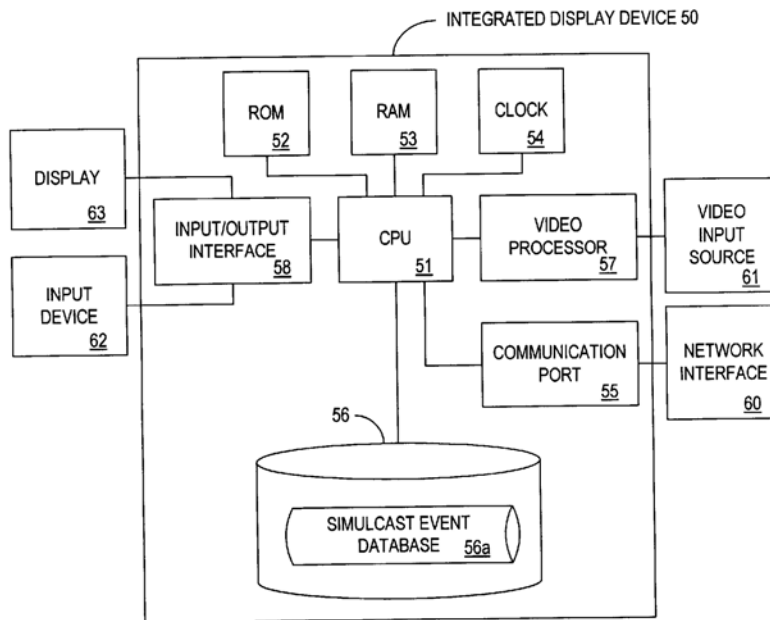 INTEGRATED DISPLAY DEVICE 50
ROM
52
RAM
53
CLOCK
54
DISPLAY
63
INPUT/OUTPUT
INTERFACE
58
CPU
51
VIDEO
PROCESSOR
57
VIDEO
INPUT
SOURCE
61
INPUT
DEVICE
62
COMMUNICATION
PORT
55
NETWORK
INTERFACE
60
56
SIMULCAST EVENT
DATABASE
56a